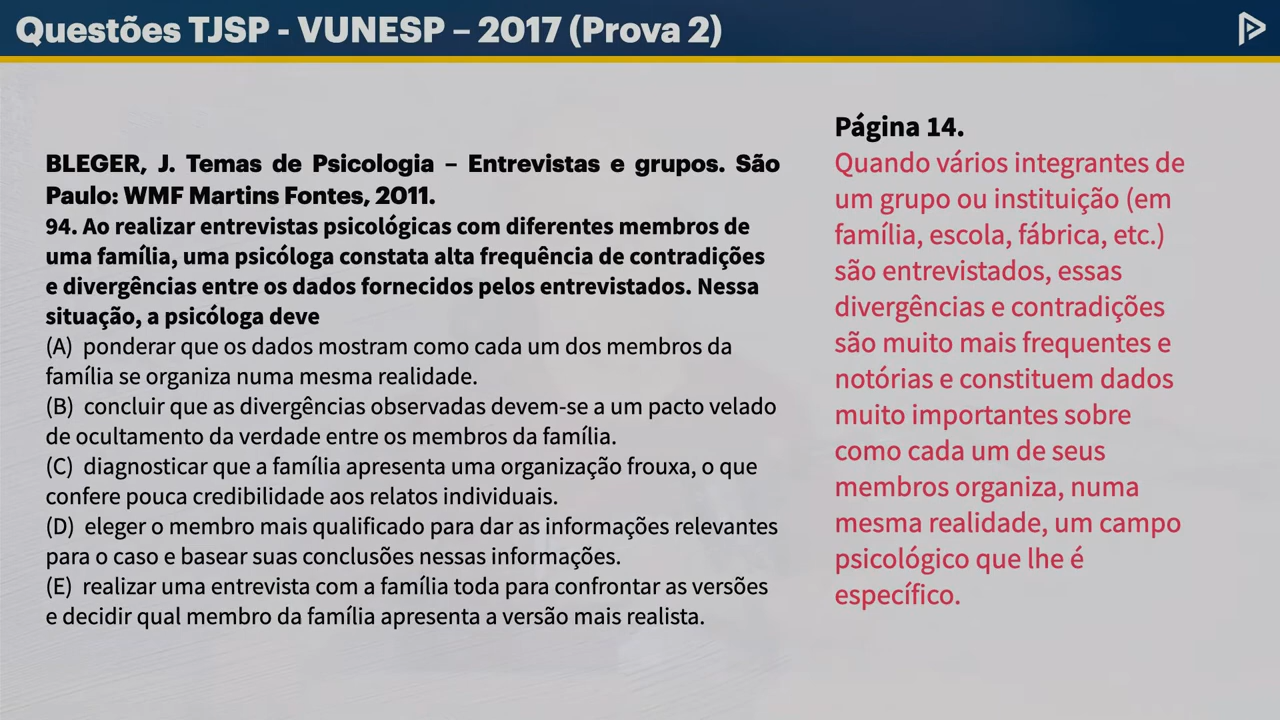 Questões TJSP - VUNESP – 2017 (Prova 2)
BLEGER, J. Temas de Psicologia – Entrevistas e grupos. São
Paulo: WMF Martins Fontes, 2011.
94. Ao realizar entrevistas psicológicas com diferentes membros de
uma família, uma psicóloga constata alta frequência de contradições
e divergências entre os dados fornecidos pelos entrevistados. Nessa
situação, a psicóloga deve
(A) ponderar que os dados mostram como cada um dos membros da
família se organiza numa mesma realidade.
(B) concluir que as divergências observadas devem-se a um pacto velado
de ocultamento da verdade entre os membros da família.
(C) diagnosticar que a família apresenta uma organização frouxa, o que
confere pouca credibilidade aos relatos individuais.
(D) eleger o membro mais qualificado para dar as informações relevantes
para o caso e basear suas conclusões nessas informações.
(E) realizar uma entrevista com a família toda para confrontar as versões
e decidir qual membro da família apresenta a versão mais realista.
Página 14.
Quando vários integrantes de
um grupo ou instituição (em
família, escola, fábrica, etc.)
são entrevistados, essas
divergências e contradições
são muito mais frequentes e
notórias e constituem dados
muito importantes sobre
como cada um de seus
membros organiza, numa
mesma realidade, um campo
psicológico que lhe é
específico.